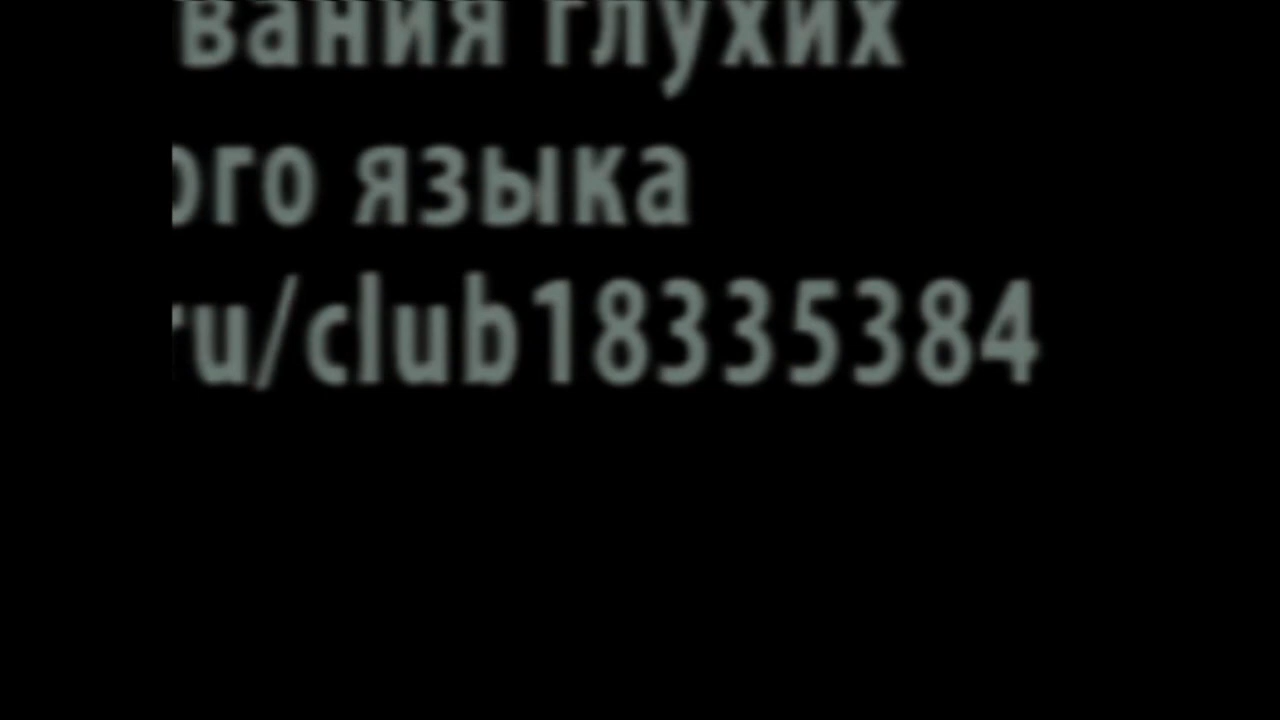 вания глухих
ого языка
ru/club18335384